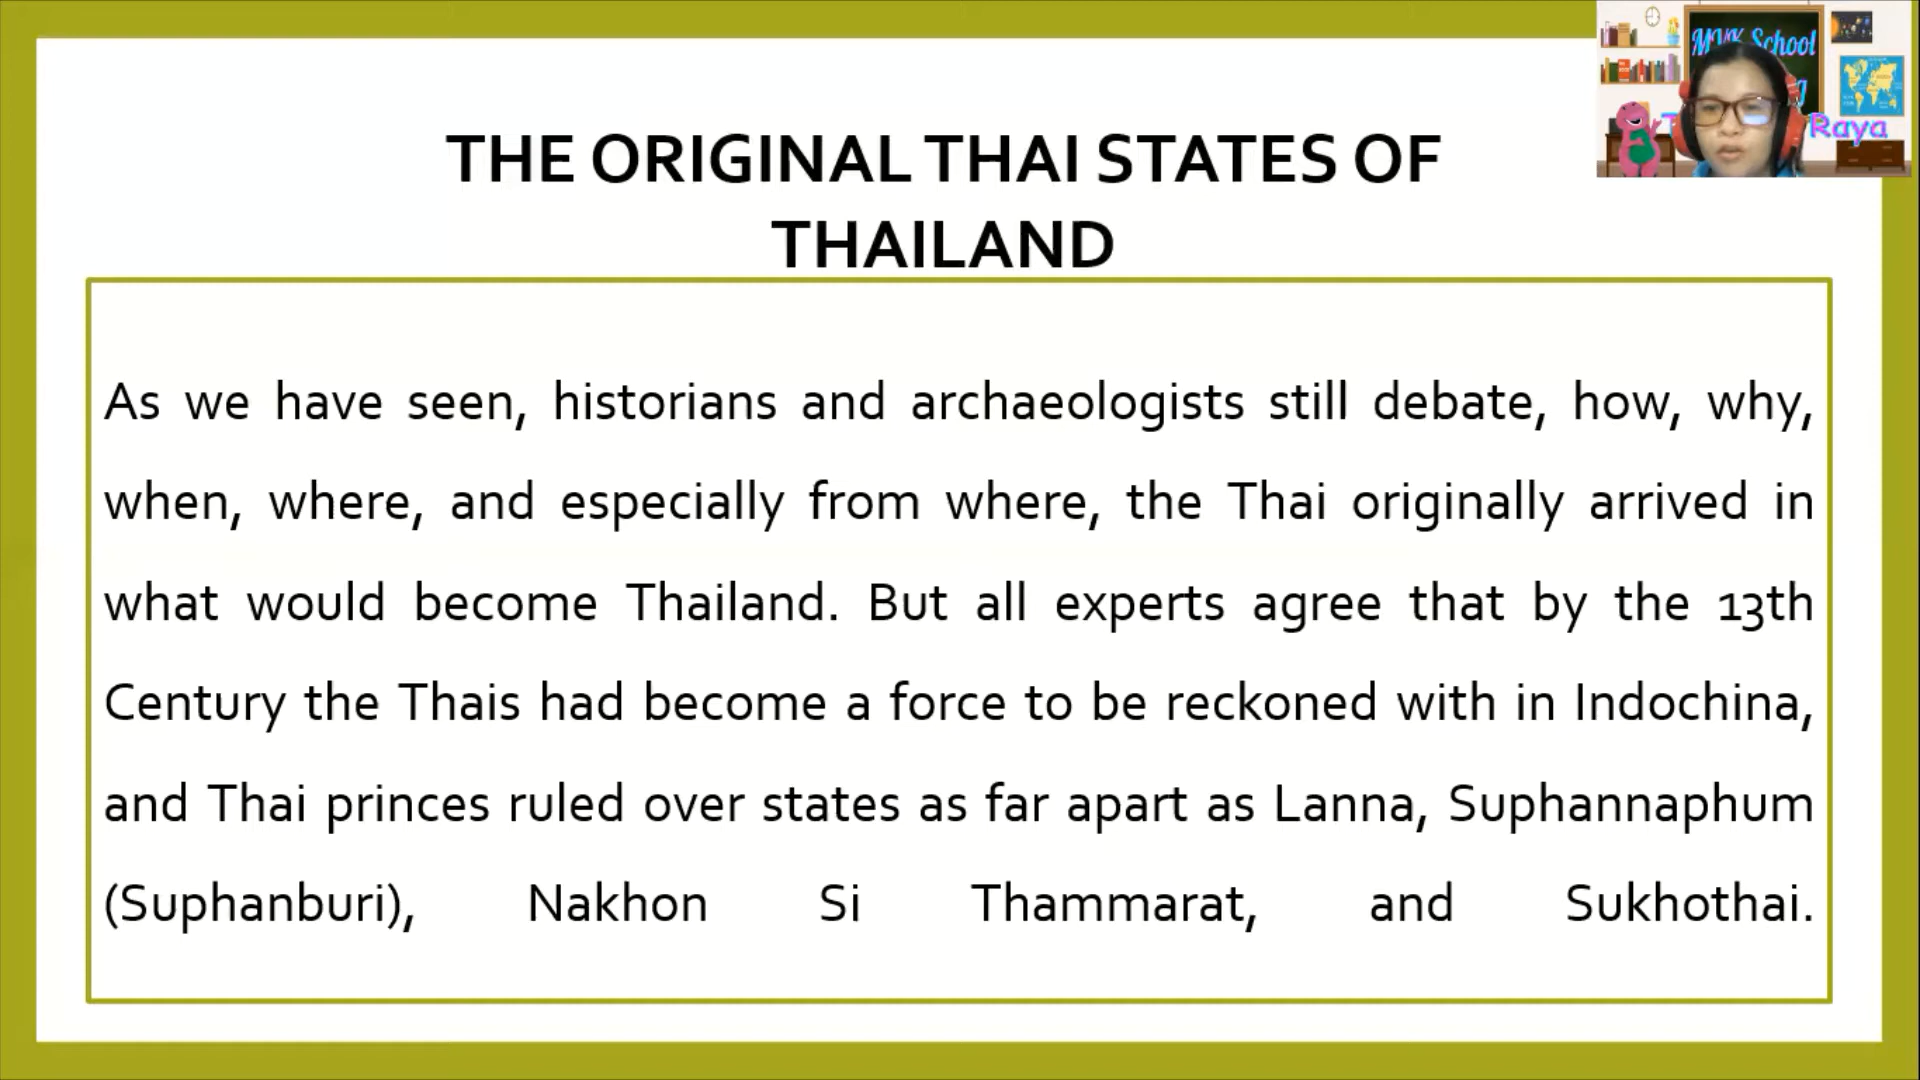 MVK School
Raya
THE ORIGINAL THAI STATES OF
THAILAND
As we have seen, historians and archaeologists still debate, how, why,
when, where, and especially from where, the Thai originally arrived in
what would become Thailand. But all experts agree that by the 13th
Century the Thais had become a force to be reckoned with in Indochina,
and Thai princes ruled over states as far apart as Lanna, Suphannaphum
(Suphanburi), Nakhon Si Thammarat, and Sukhothai.